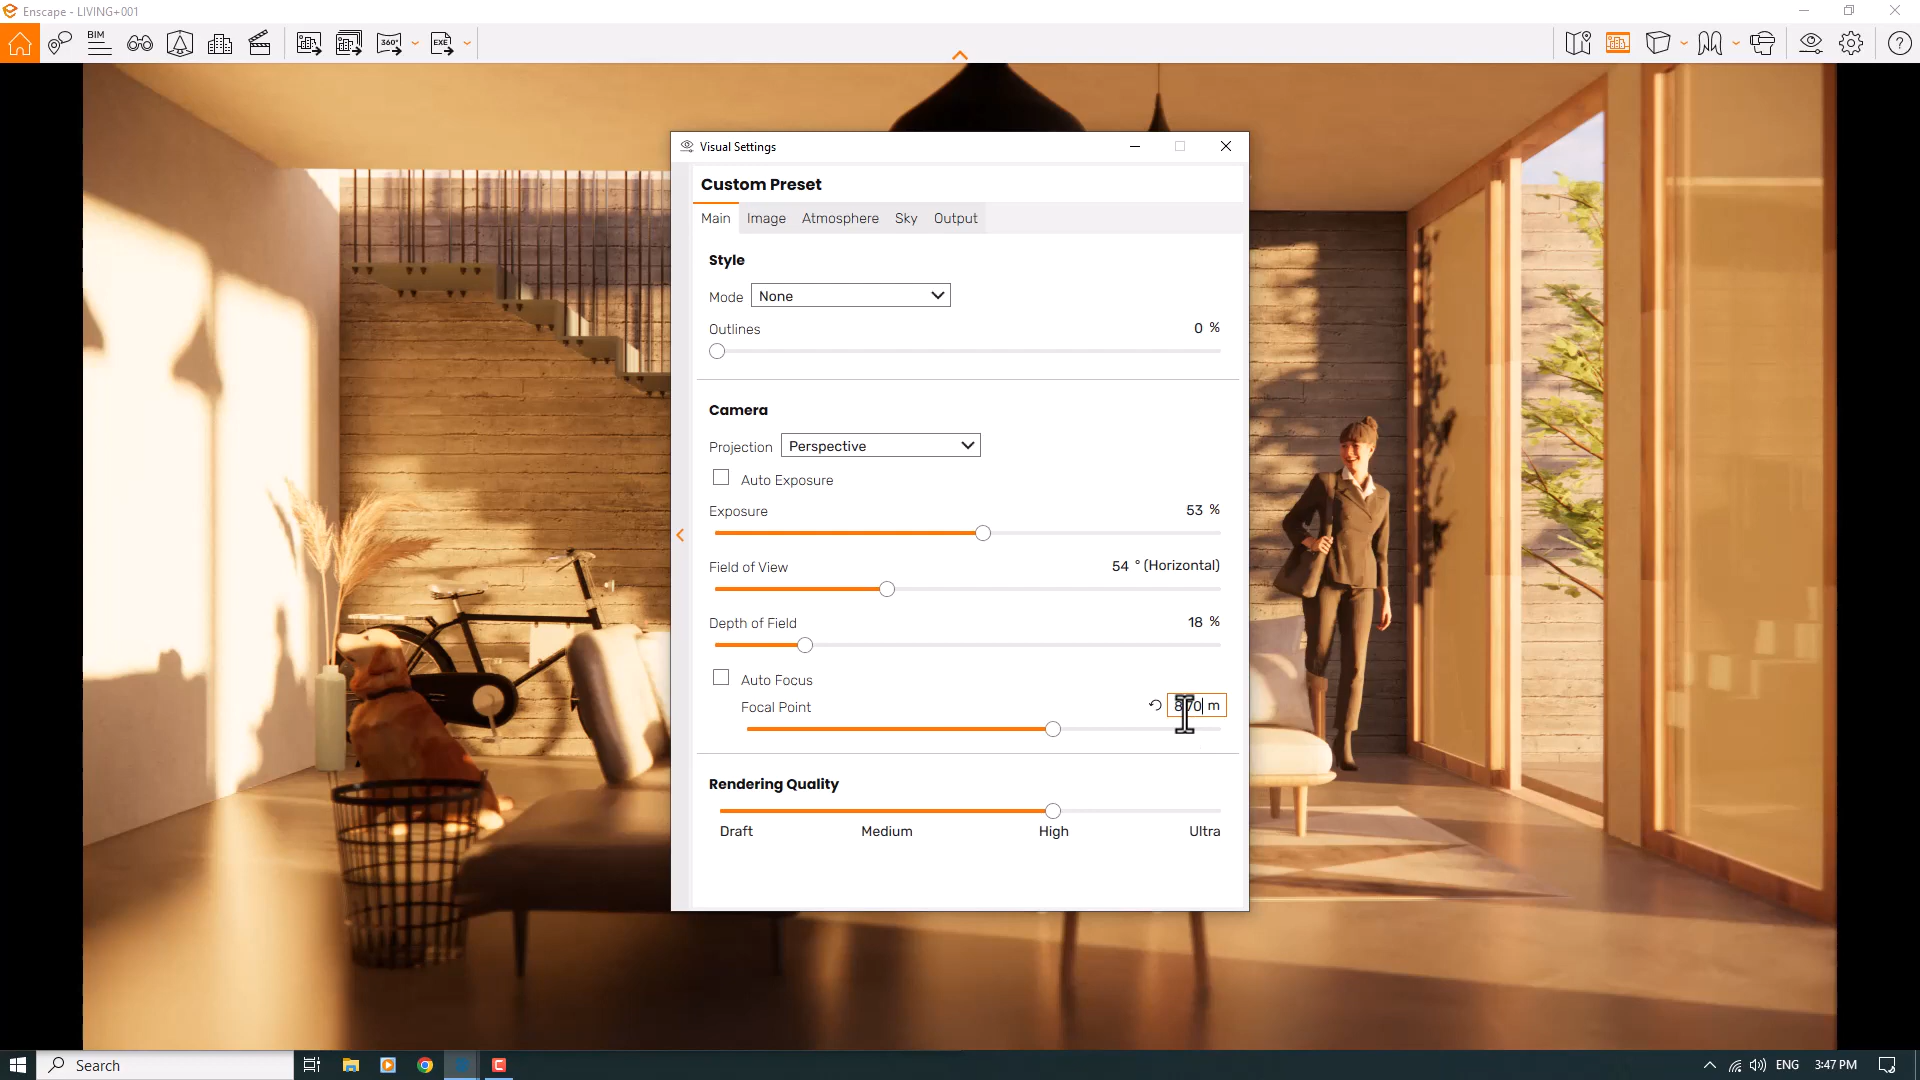 Enscape - LIVING+001
BIM
360°
EXE
Visual Settings
Custom Preset
Main Image Atmosphere Sky Output
Style
Mode None
Outlines 0 %
Camera
Projection Perspective
Auto Exposure
Exposure 53 %
Field of View 54 ° (Horizontal)
Depth of Field 18 %
Auto Focus
Focal Point m
Rendering Quality
Draft Medium High Ultra
Search
ENG 3:47 PM